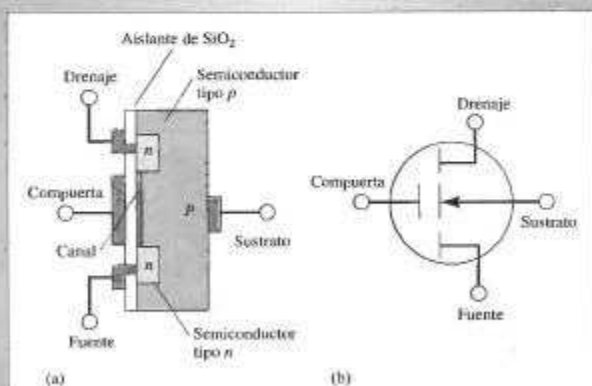 Aislante de SiO₂
Semiconductor
tipo p
Drenaje
n
Compuerta
p
Sustrato
Canal
n
Fuente
Semiconductor
tipo n
(a)
Drenaje
Compuerta
Sustrato
Fuente
(b)